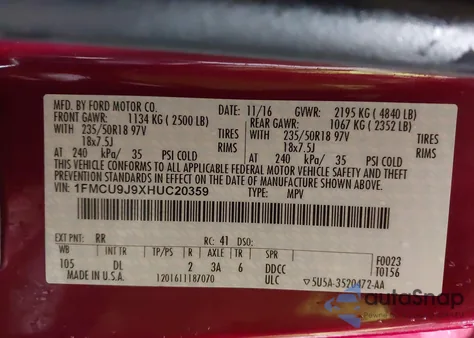 MFD. BY FORD MOTOR CO. 11/16 GVWR: 2195 KG ( 4840 LB)
FRONT GAWR: 1134 KG ( 2500 LB) REAR GAWR: 1067 KG ( 2352 LB)
WITH 235/50R18 97V TIRES WITH 235/50R18 97V TIRES
18x7.5J RIMS 18x7.5J RIMS
AT 240 kPa/ 35 PSI COLD AT 240 kPa/ 35 PSI COLD
THIS VEHICLE CONFORMS TO ALL APPLICABLE FEDERAL MOTOR VEHICLE SAFETY AND THEFT
PREVENTION STANDARDS IN EFFECT ON THE DATE OF MANUFACTURE SHOWN ABOVE.
VIN: 1FMCU9J9XHUC20359 TYPE: MPV
EXT PNT: RR RC: 41 DSO: F0023
WB INT TR TP/PS R AXLE TR SPR T0156
105 DL 2 3A 6 DDCC
MADE IN U.S.A. 1201611187070 ULC ▽5U5A-3520472-AA
autoSnap